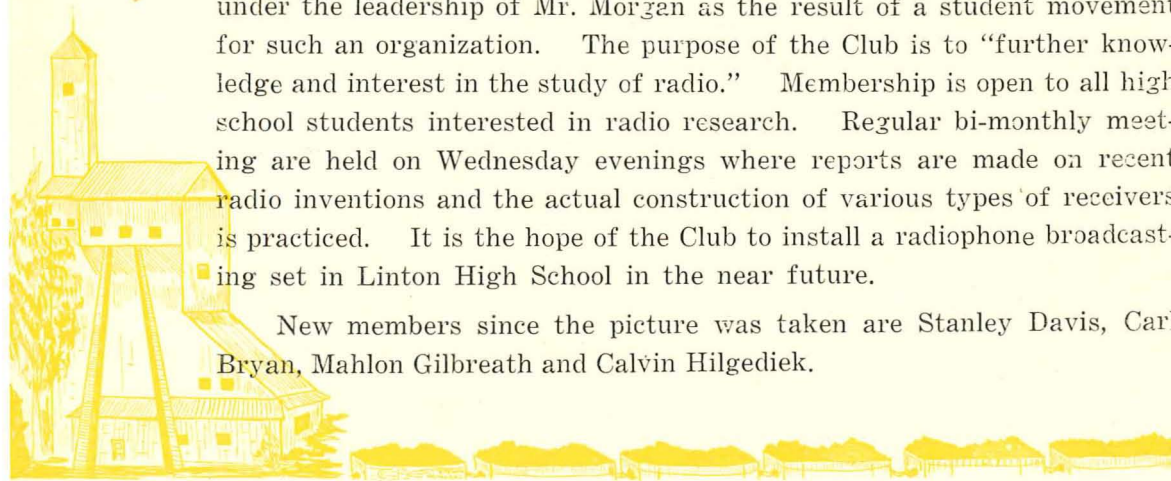 under the leadership of Mr. Morgan as the result of a student movement
for such an organization. The purpose of the Club is to “further know-
ledge and interest in the study of radio.” Membership is open to all high
school students interested in radio research. Regular bi-monthly meet-
ing are held on Wednesday evenings where reports are made on recent
radio inventions and the actual construction of various types of receivers
is practiced. It is the hope of the Club to install a radiophone broadcast-
ing set in Linton High School in the near future.
New members since the picture was taken are Stanley Davis, Carl
Bryan, Mahlon Gilbreath and Calvin Hilgediek.